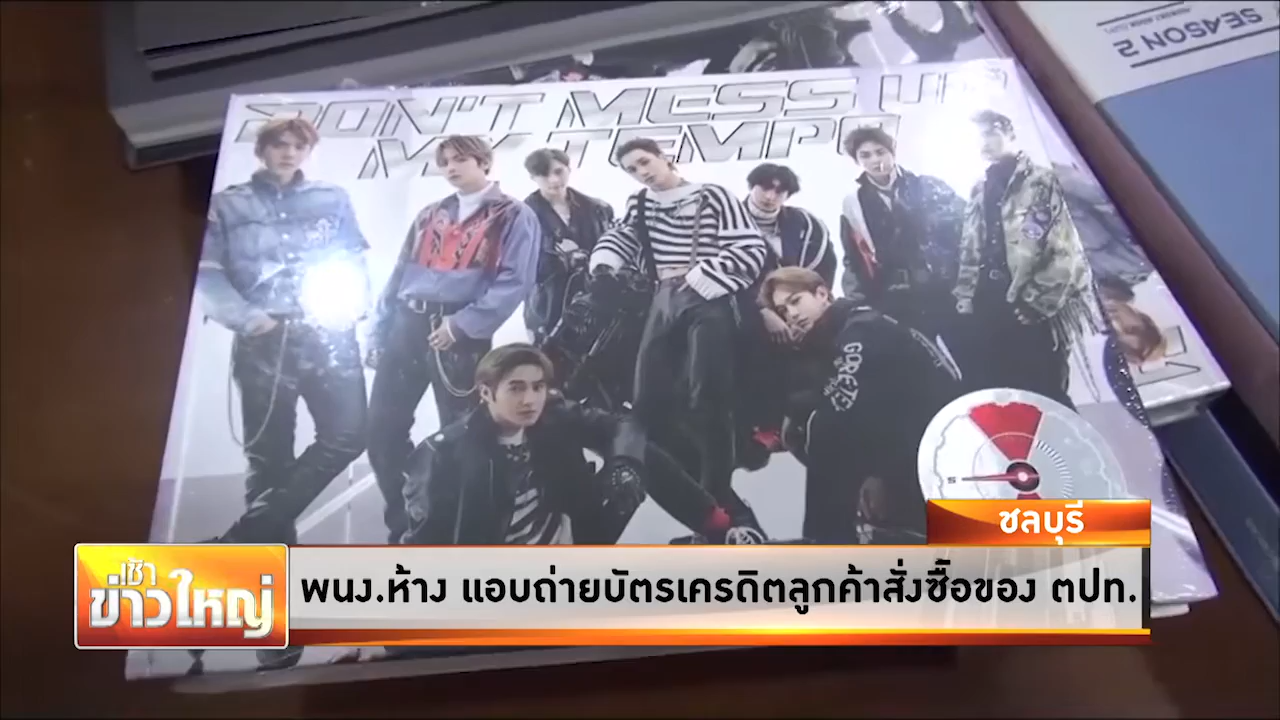 SEASON 2
DON'T MESS UP
MY TEMPO
GORETEX
S
ชลบุรี
เช้า
ข่าวใหญ่
พนง.ห้าง แอบถ่ายบัตรเครดิตลูกค้าสั่งซื้อของ ตปท.